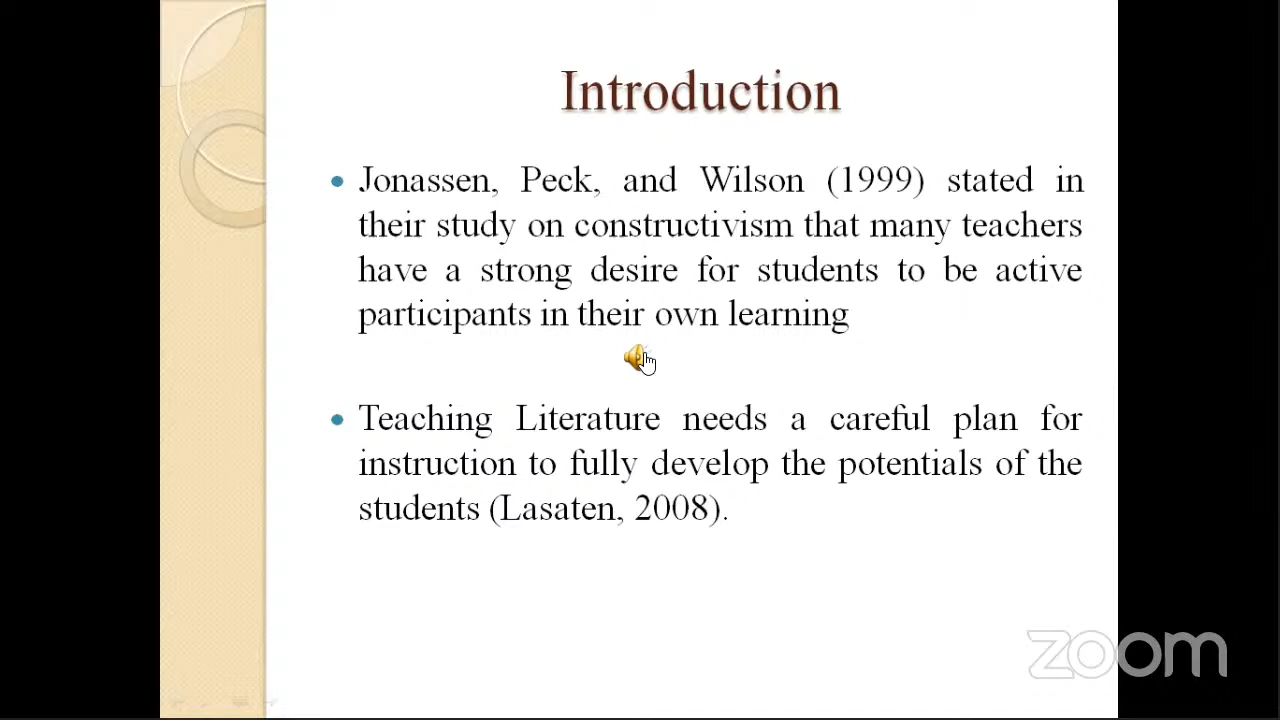 Introduction
• Jonassen, Peck, and Wilson (1999) stated in
their study on constructivism that many teachers
have a strong desire for students to be active
participants in their own learning
• Teaching Literature needs a careful plan for
instruction to fully develop the potentials of the
students (Lasaten, 2008).
zoom